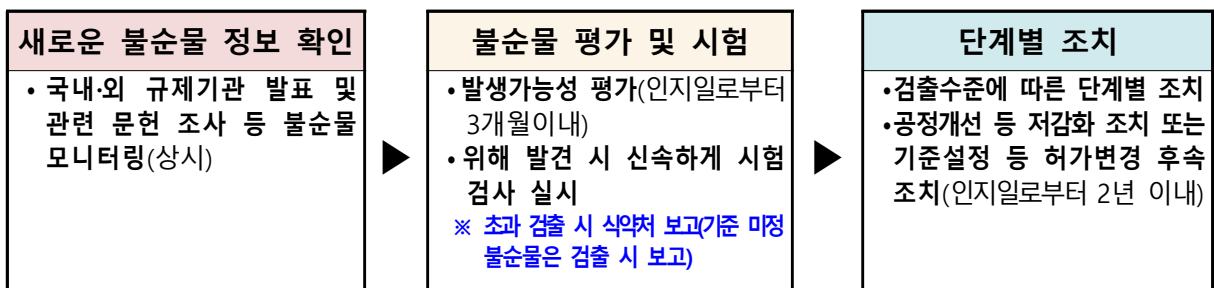 새로운 불순물 정보 확인
• 국내·외 규제기관 발표 및
관련 문헌 조사 등 불순물
모니터링(상시)
▶
불순물 평가 및 시험
• 발생가능성 평가(인지일로부터
3개월이내)
• 위해 발견 시 신속하게 시험
검사 실시
※ 초과 검출 시 식약처 보고(기준 미정
불순물은 검출 시 보고)
▶
단계별 조치
•검출수준에 따른 단계별 조치
•공정개선 등 저감화 조치 또는
기준설정 등 허가변경 후속
조치(인지일로부터 2년 이내)